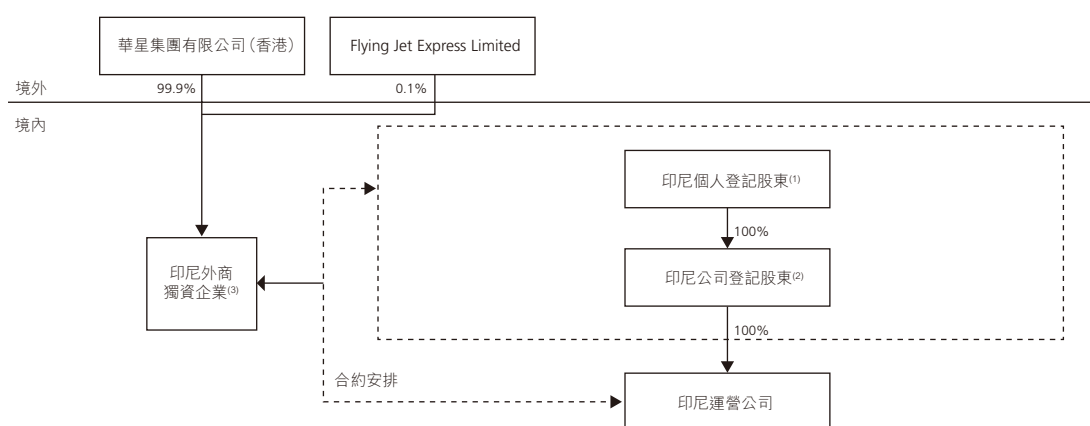 華星集團有限公司（香港）
Flying Jet Express Limited
境外
99.9%
0.1%
境內
印尼個人登記股東(1)
100%
印尼外商
獨資企業(3)
印尼公司登記股東(2)
100%
合約安排
印尼運營公司